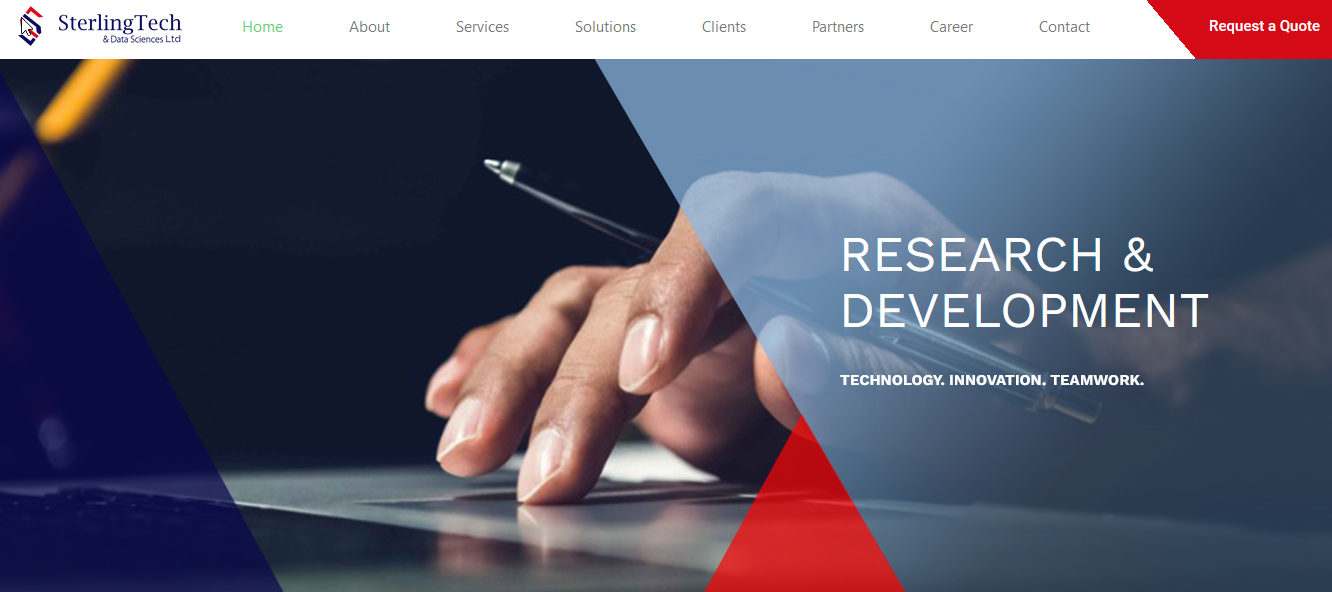 SterlingTech
& Data Sciences Ltd
Home About Services Solutions Clients Partners Career Contact Request a Quote
RESEARCH &
DEVELOPMENT
TECHNOLOGY. INNOVATION. TEAMWORK.